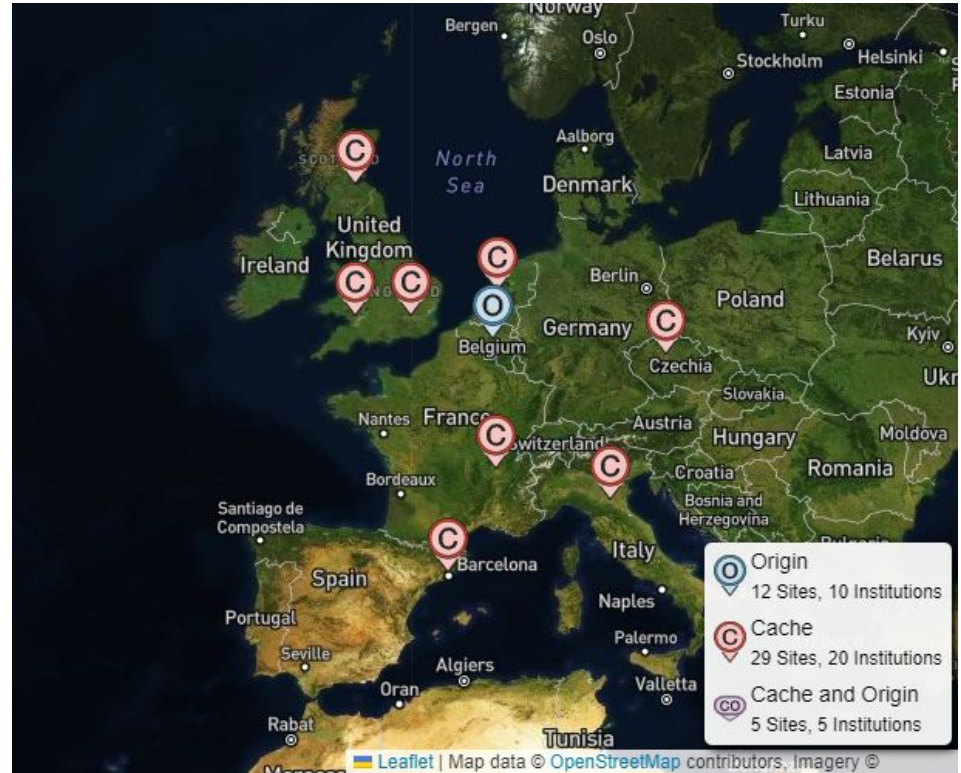 Norway
Bergen
Oslo
Turku
Helsinki
Stockholm
Estonia
Aalborg
Latvia
North
Sea
Denmark
Lithuania
C
United
Kingdom
Ireland
C
Belarus
C
C
Berlin
O
Poland
C
Germany
Kyiv
Belgium
Czechia
Slovakia
Nantes
France
C
Austria
Hungary
Moldova
C
Croatia
Romania
Bordeaux
Bosnia and
Herzegovina
Santiago de
Compostela
C
Barcelona
Italy
Spain
Naples
Portugal
Palermo
Seville
Algiers
Valletta
Oran
Rabat
Tunisia
O
Origin
12 Sites, 10 Institutions
C
Cache
29 Sites, 20 Institutions
CO
Cache and Origin
5 Sites, 5 Institutions
Leaflet | Map data © OpenStreetMap contributors, Imagery ©